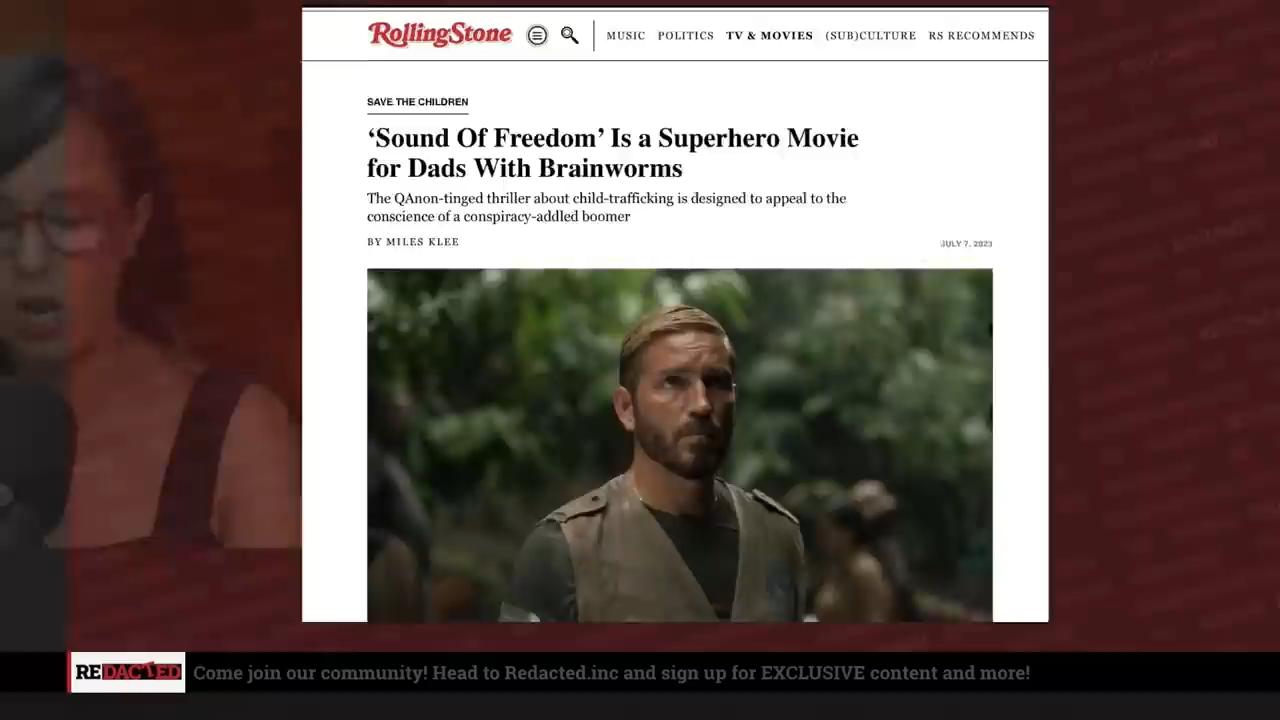 RollingStone
MUSIC POLITICS TV & MOVIES (SUB)CULTURE RS RECOMMENDS
SAVE THE CHILDREN
‘Sound Of Freedom’ Is a Superhero Movie
for Dads With Brainworms
The QAnon-tinged thriller about child-trafficking is designed to appeal to the
conscience of a conspiracy-addled boomer
BY MILES KLEE
JULY 7, 2023
REDACTED Come join our community! Head to Redacted.inc and sign up for EXCLUSIVE content and more!